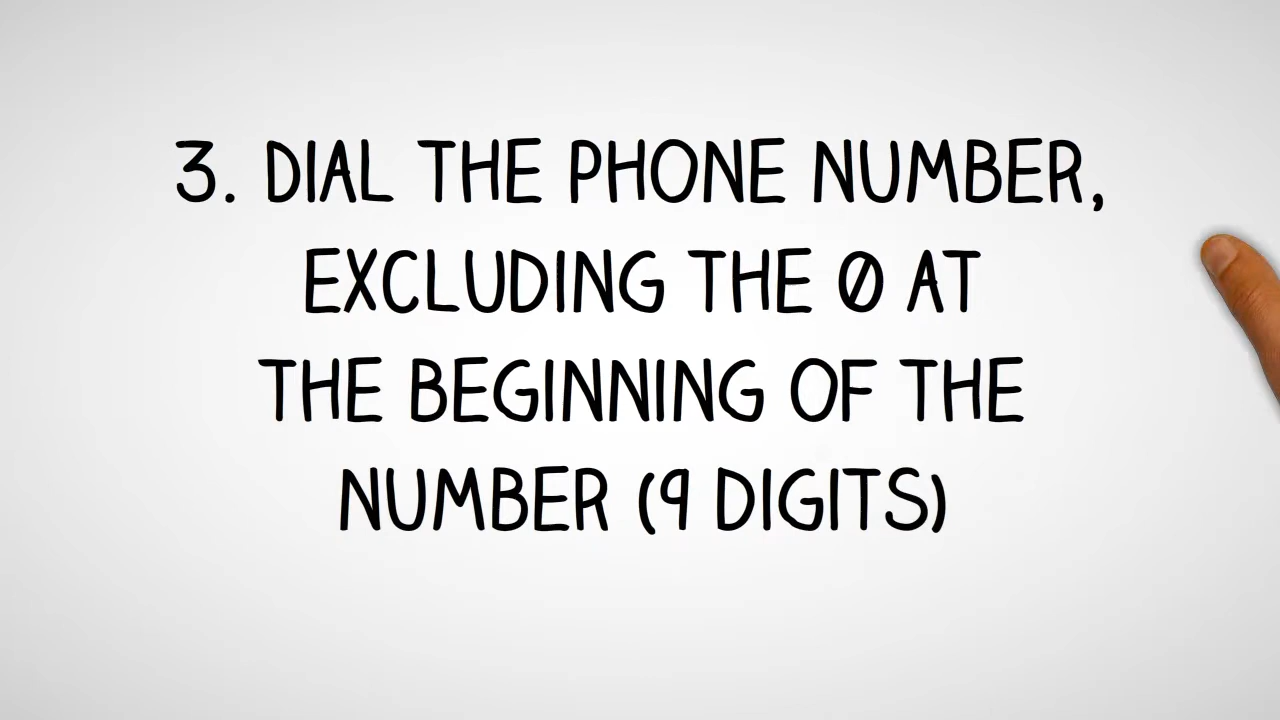 3. DIAL THE PHONE NUMBER,
EXCLUDING THE 0 AT
THE BEGINNING OF THE
NUMBER (9 DIGITS)